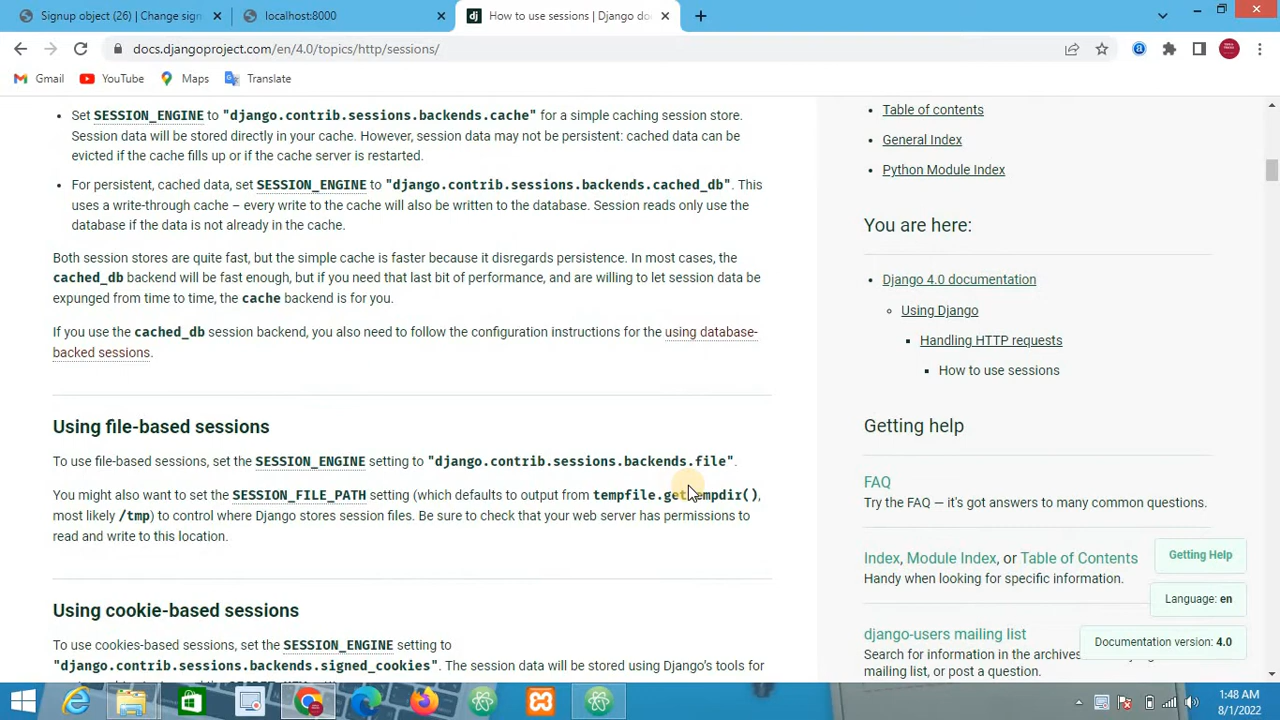 Signup object (26) | Change sign
localhost:8000
How to use sessions | Django do
docs.djangoproject.com/en/4.0/topics/http/sessions/
Gmail
YouTube
Maps
Translate
Set SESSION_ENGINE to "django.contrib.sessions.backends.cache" for a simple caching session store.
Session data will be stored directly in your cache. However, session data may not be persistent: cached data can be
evicted if the cache fills up or if the cache server is restarted.
For persistent, cached data, set SESSION_ENGINE to "django.contrib.sessions.backends.cached_db". This
uses a write-through cache – every write to the cache will also be written to the database. Session reads only use the
database if the data is not already in the cache.
Both session stores are quite fast, but the simple cache is faster because it disregards persistence. In most cases, the
cached_db backend will be fast enough, but if you need that last bit of performance, and are willing to let session data be
expunged from time to time, the cache backend is for you.
If you use the cached_db session backend, you also need to follow the configuration instructions for the using database-
backed sessions.
Using file-based sessions
To use file-based sessions, set the SESSION_ENGINE setting to "django.contrib.sessions.backends.file".
You might also want to set the SESSION_FILE_PATH setting (which defaults to output from tempfile.gettempdir(),
most likely /tmp) to control where Django stores session files. Be sure to check that your web server has permissions to
read and write to this location.
Using cookie-based sessions
To use cookies-based sessions, set the SESSION_ENGINE setting to
"django.contrib.sessions.backends.signed_cookies". The session data will be stored using Django's tools for
Table of contents
General Index
Python Module Index
You are here:
Django 4.0 documentation
Using Django
Handling HTTP requests
How to use sessions
Getting help
FAQ
Try the FAQ — it's got answers to many common questions.
Index, Module Index, or Table of Contents
Handy when looking for specific information.
django-users mailing list
Search for information in the archives
mailing list, or post a question.
Getting Help
Language: en
Documentation version: 4.0
1:48 AM
8/1/2022